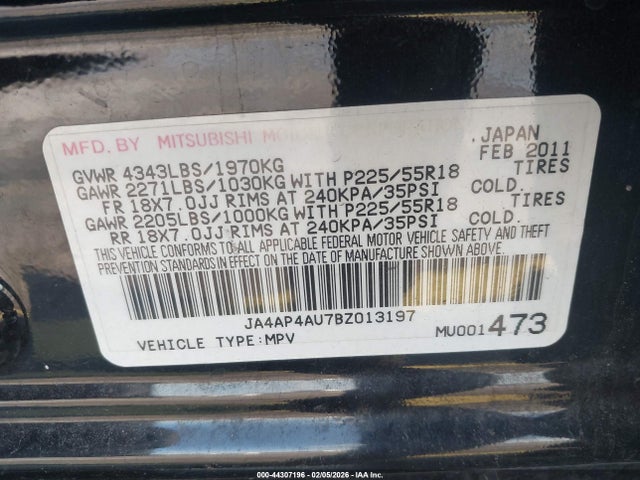 MFD. BY MITSUBISHI MOTORS CORPORATION JAPAN
GVWR 4343LBS/1970KG FEB 2011
GAWR 2271LBS/1030KG WITH P225/55R18 TIRES
FR 18X7.0JJ RIMS AT 240KPA/35PSI COLD.
GAWR 2205LBS/1000KG WITH P225/55R18 TIRES
RR 18X7.0JJ RIMS AT 240KPA/35PSI COLD.
THIS VEHICLE CONFORMS TO ALL APPLICABLE FEDERAL MOTOR VEHICLE SAFETY AND THEFT
PREVENTION STANDARDS IN EFFECT ON THE DATE OF MANUFACTURE SHOWN ABOVE.
JA4AP4AU7BZ013197
VEHICLE TYPE:MPV MU001473
000-44307196 - 02/05/2026 - IAA Inc.